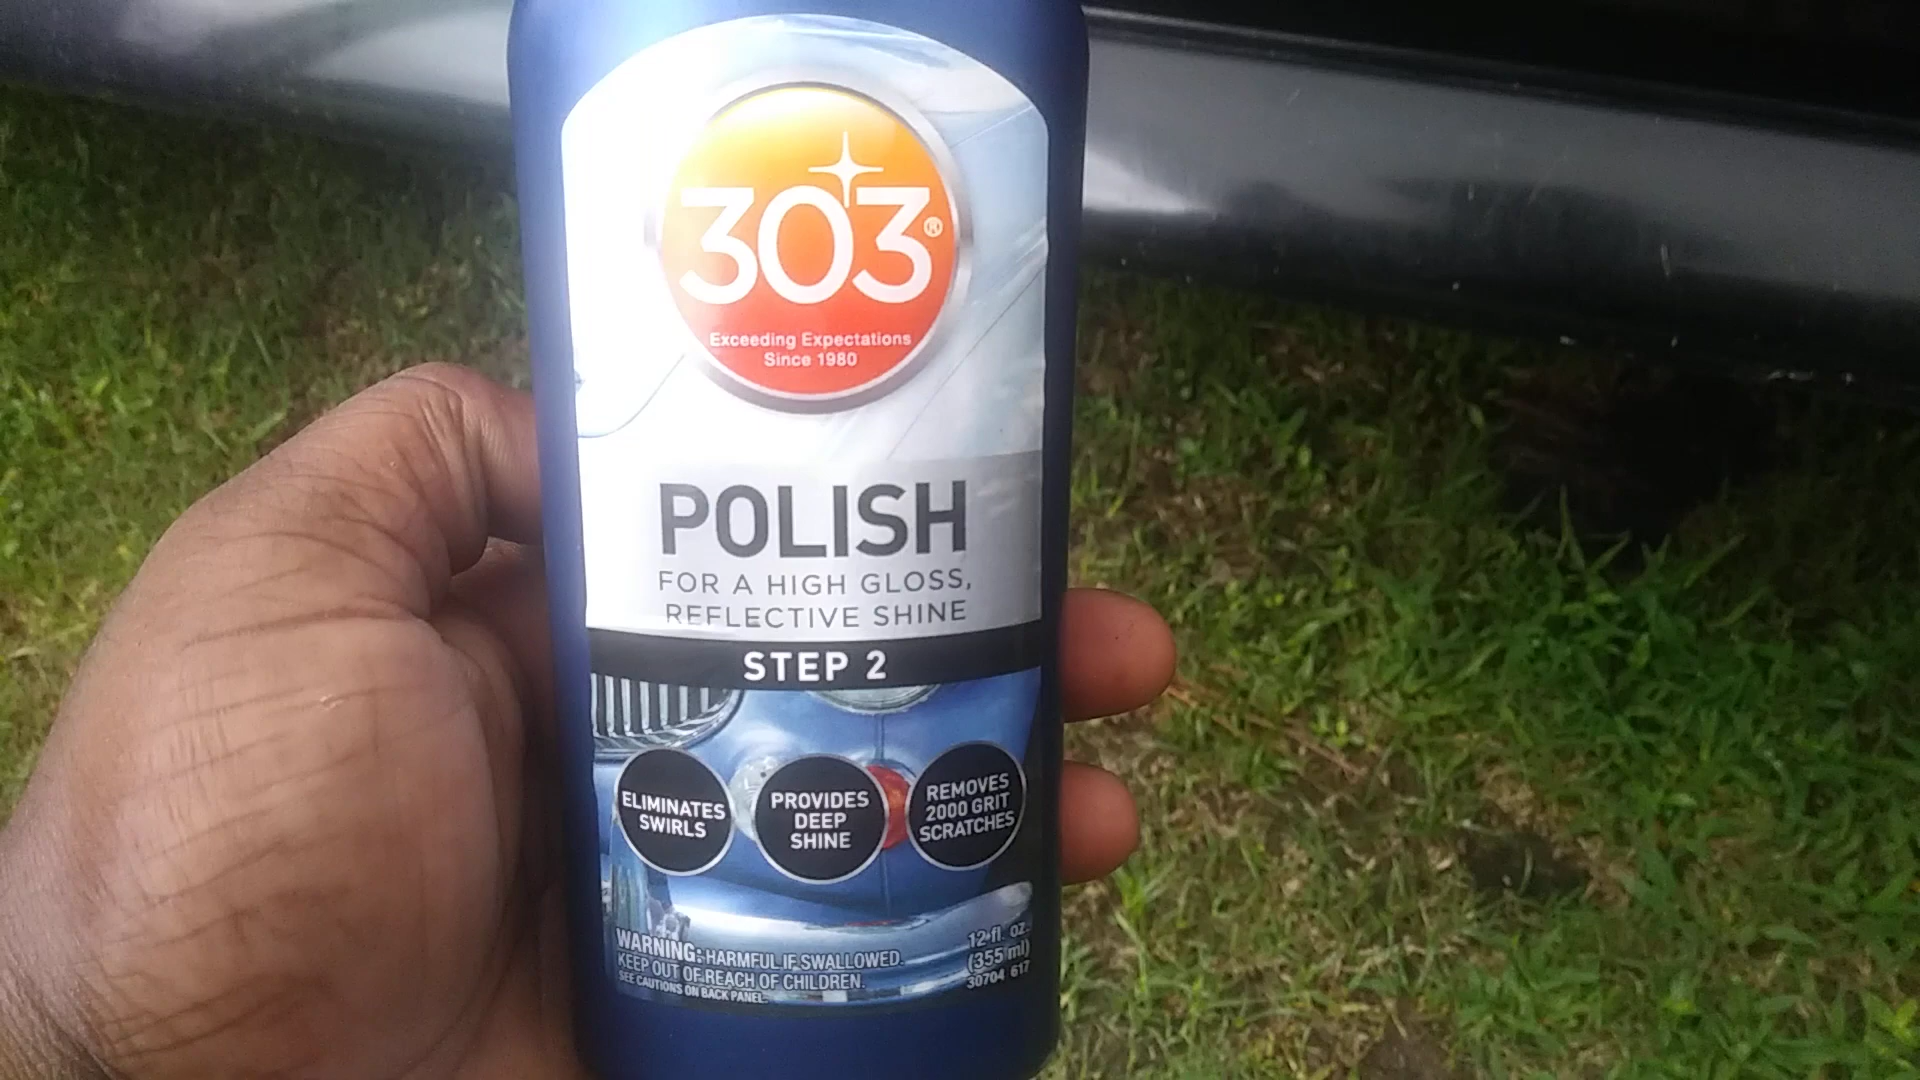 303®
Exceeding Expectations
Since 1980
POLISH
FOR A HIGH GLOSS,
REFLECTIVE SHINE
STEP 2
ELIMINATES
SWIRLS
PROVIDES
DEEP
SHINE
REMOVES
2000 GRIT
SCRATCHES
WARNING: HARMFUL IF SWALLOWED.
KEEP OUT OF REACH OF CHILDREN.
SEE CAUTIONS ON BACK PANEL.
12 fl. oz.
(355 ml)
30704 617